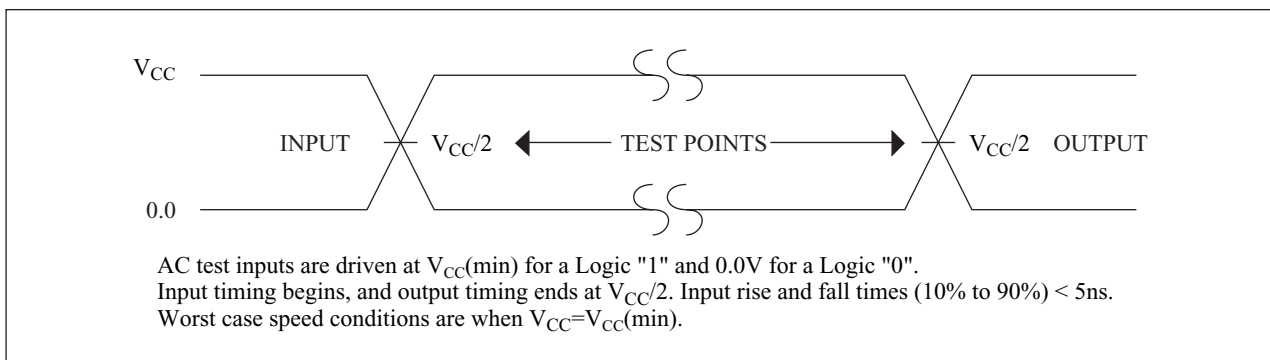 VCC
INPUT VCC/2 TEST POINTS VCC/2 OUTPUT
0.0
AC test inputs are driven at VCC(min) for a Logic "1" and 0.0V for a Logic "0".
Input timing begins, and output timing ends at VCC/2. Input rise and fall times (10% to 90%) < 5ns.
Worst case speed conditions are when VCC=VCC(min).